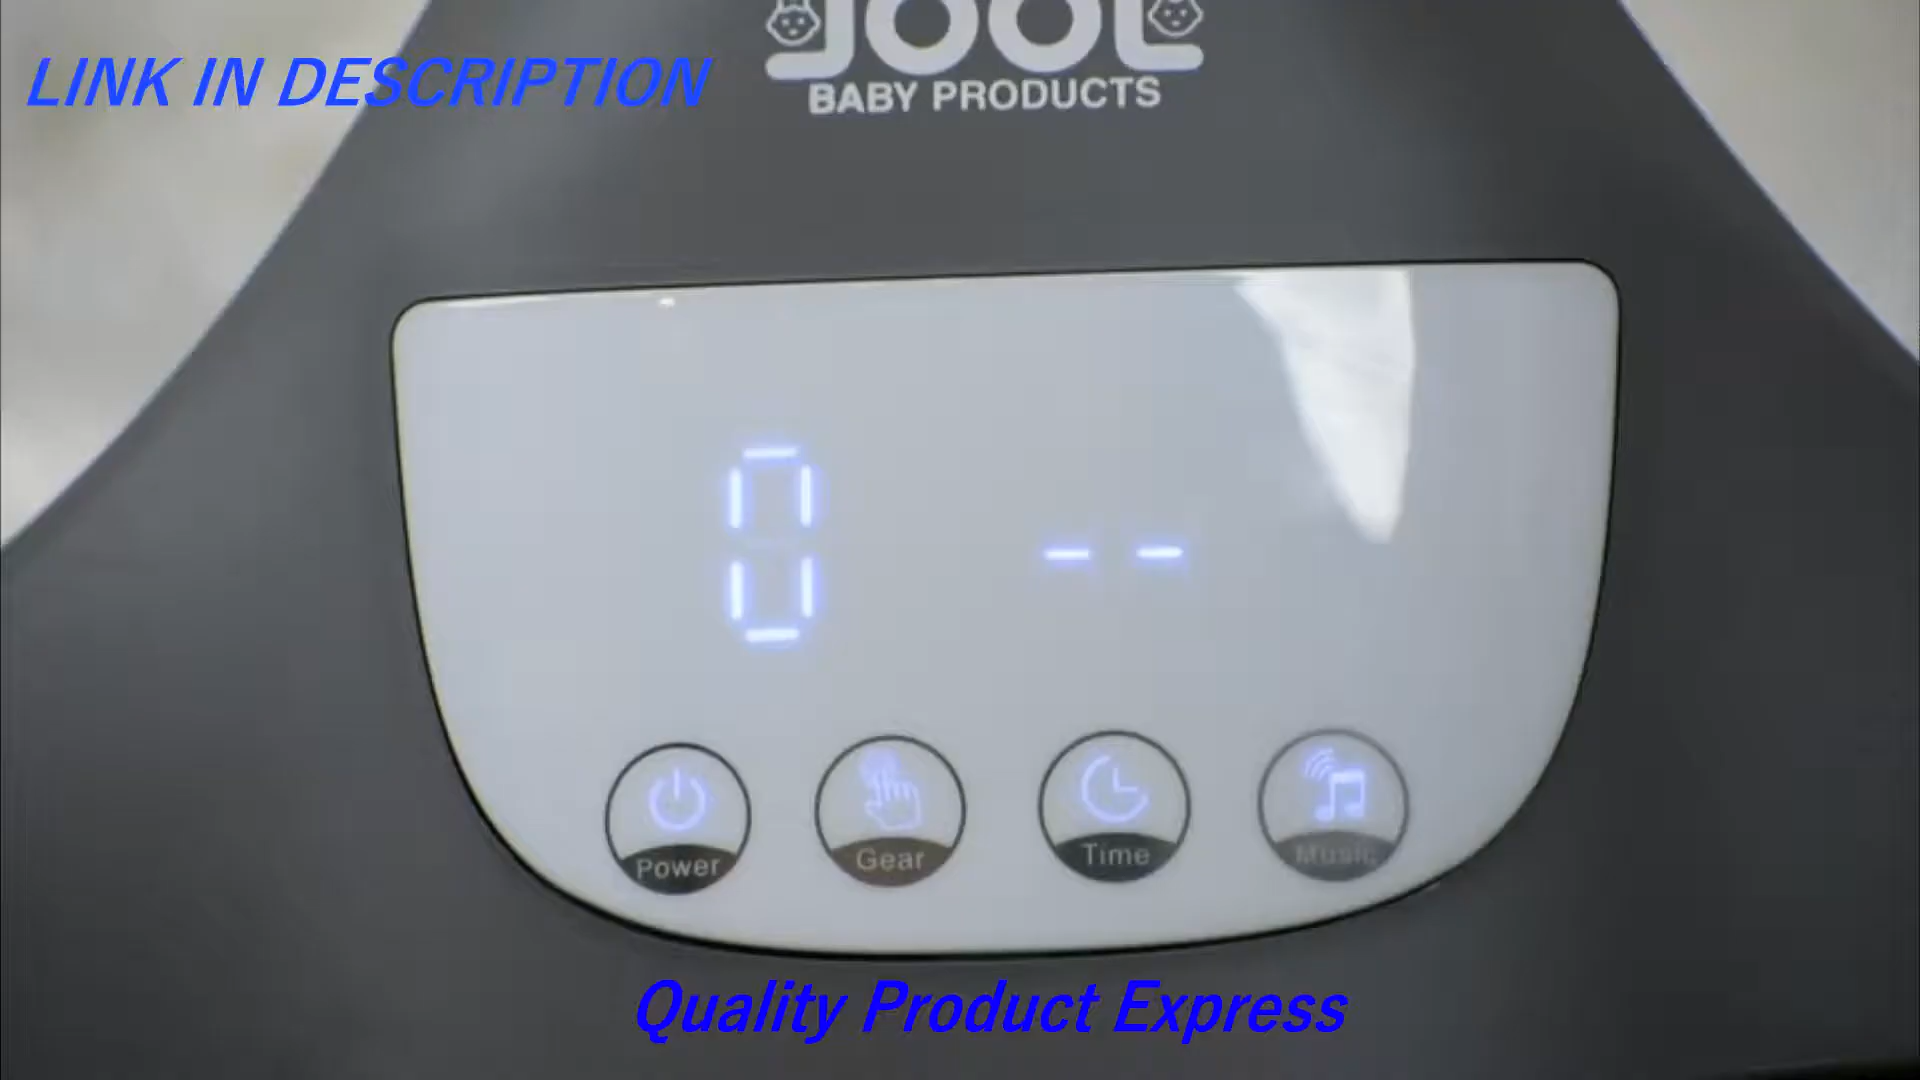 LINK IN DESCRIPTION
JOOL
BABY PRODUCTS
0 --
Power
Gear
Time
Music
Quality Product Express